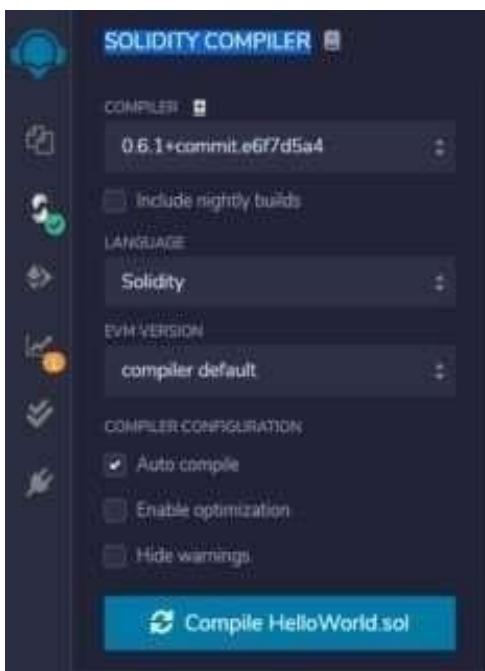 SOLIDITY COMPILER
COMPILER
0.6.1+commit.e6f7d5a4
Include nightly builds
LANGUAGE
Solidity
EVM VERSION
compiler default
COMPILER CONFIGURATION
Auto compile
Enable optimization
Hide warnings
Compile HelloWorld.sol